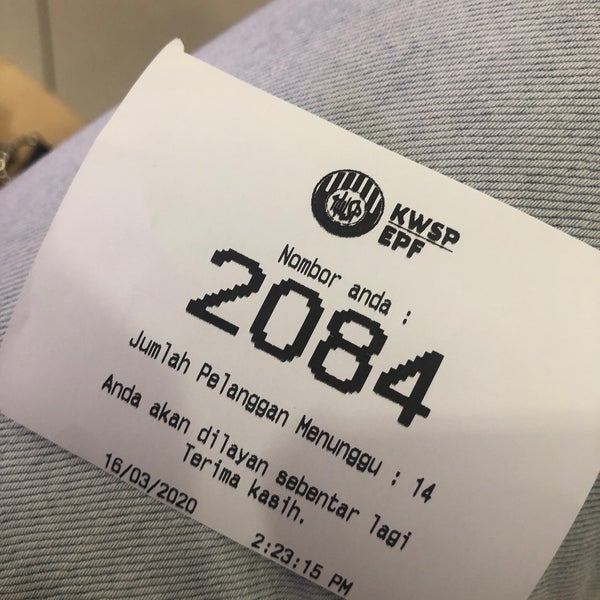 KWSP
KWSP
EPF
Nombor anda :
2084
Jumlah Pelanggan Menunggu : 14
Anda akan dilayan sebentar lagi
Terima kasih.
16/03/2020 2:23:15 PM